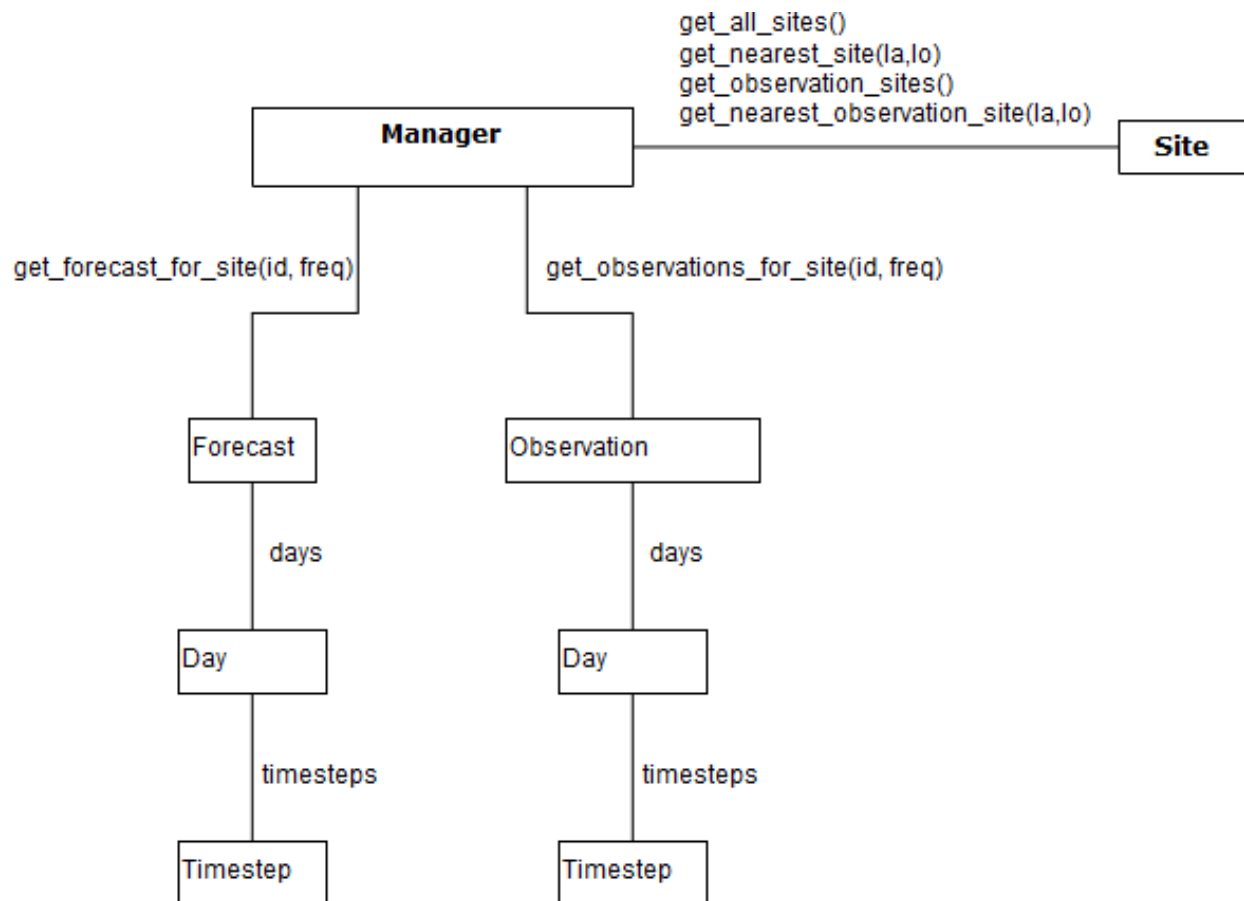 get_all_sites()
get_nearest_site(la,lo)
get_observation_sites()
get_nearest_observation_site(la,lo)
Manager
Site
get_forecast_for_site(id, freq)
get_observations_for_site(id, freq)
Forecast
Observation
days
days
Day
Day
timesteps
timesteps
Timestep
Timestep